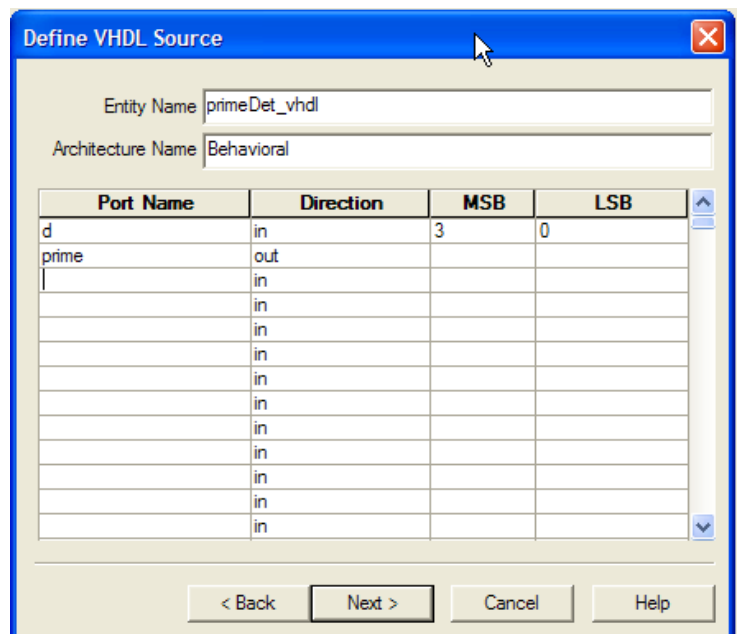 Define VHDL Source
Entity Name primeDet_vhdl
Architecture Name Behavioral
Port Name Direction MSB LSB
d in 3 0
prime out
in
in
in
in
in
in
in
in
in
in
in
< Back Next > Cancel Help